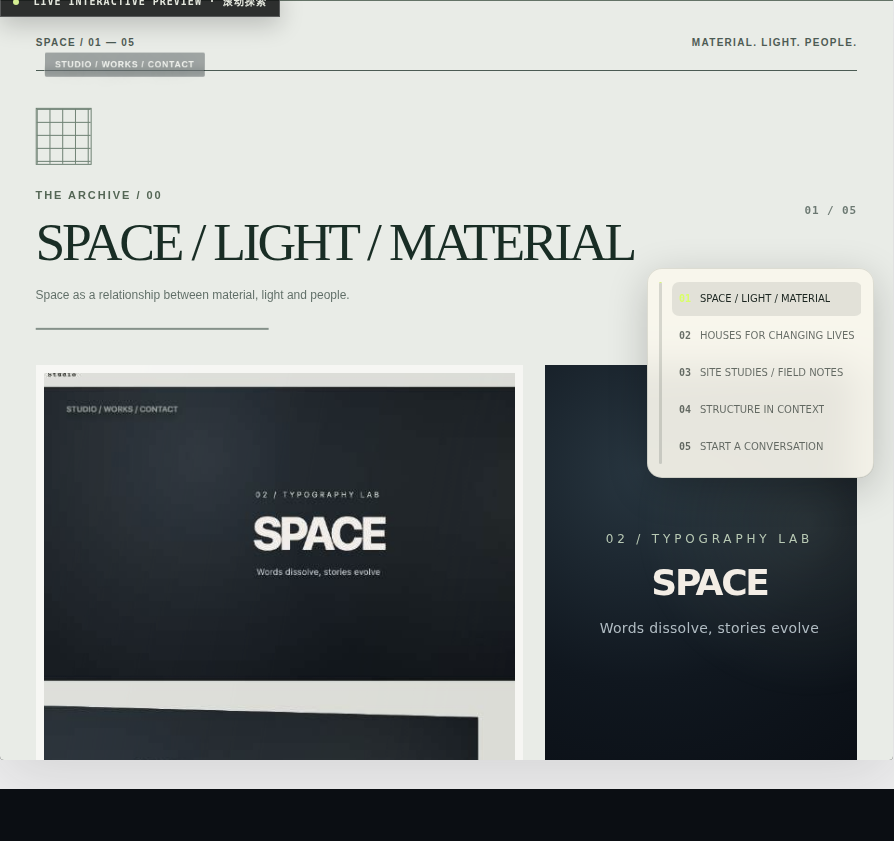 LIVE INTERACTIVE PREVIEW · 滚动探索
SPACE / 01 — 05
MATERIAL. LIGHT. PEOPLE.
STUDIO / WORKS / CONTACT
THE ARCHIVE / 00
01 / 05
SPACE / LIGHT / MATERIAL
Space as a relationship between material, light and people.
01 SPACE / LIGHT / MATERIAL
02 HOUSES FOR CHANGING LIVES
03 SITE STUDIES / FIELD NOTES
04 STRUCTURE IN CONTEXT
05 START A CONVERSATION
Studio
STUDIO / WORKS / CONTACT
02 / TYPOGRAPHY LAB
SPACE
Words dissolve, stories evolve
02 / TYPOGRAPHY LAB
SPACE
Words dissolve, stories evolve